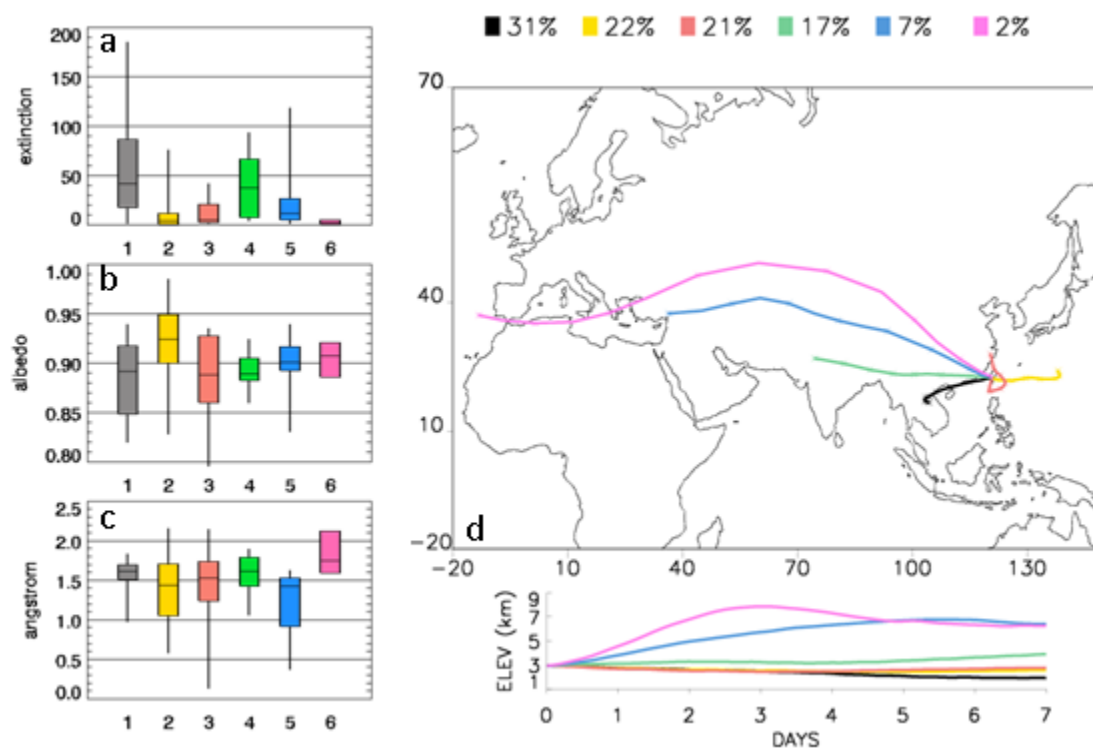 31% 22% 21% 17% 7% 2%
a
200
150
100
50
0
extinction
1 2 3 4 5 6
b
1.00
0.95
0.90
0.85
0.80
albedo
1 2 3 4 5 6
c
2.5
2.0
1.5
1.0
0.5
0.0
angstrom
1 2 3 4 5 6
70
40
10
-20
d
-20 10 40 70 100 130
9
7
5
3
1
ELEV (km)
0 1 2 3 4 5 6 7
DAYS